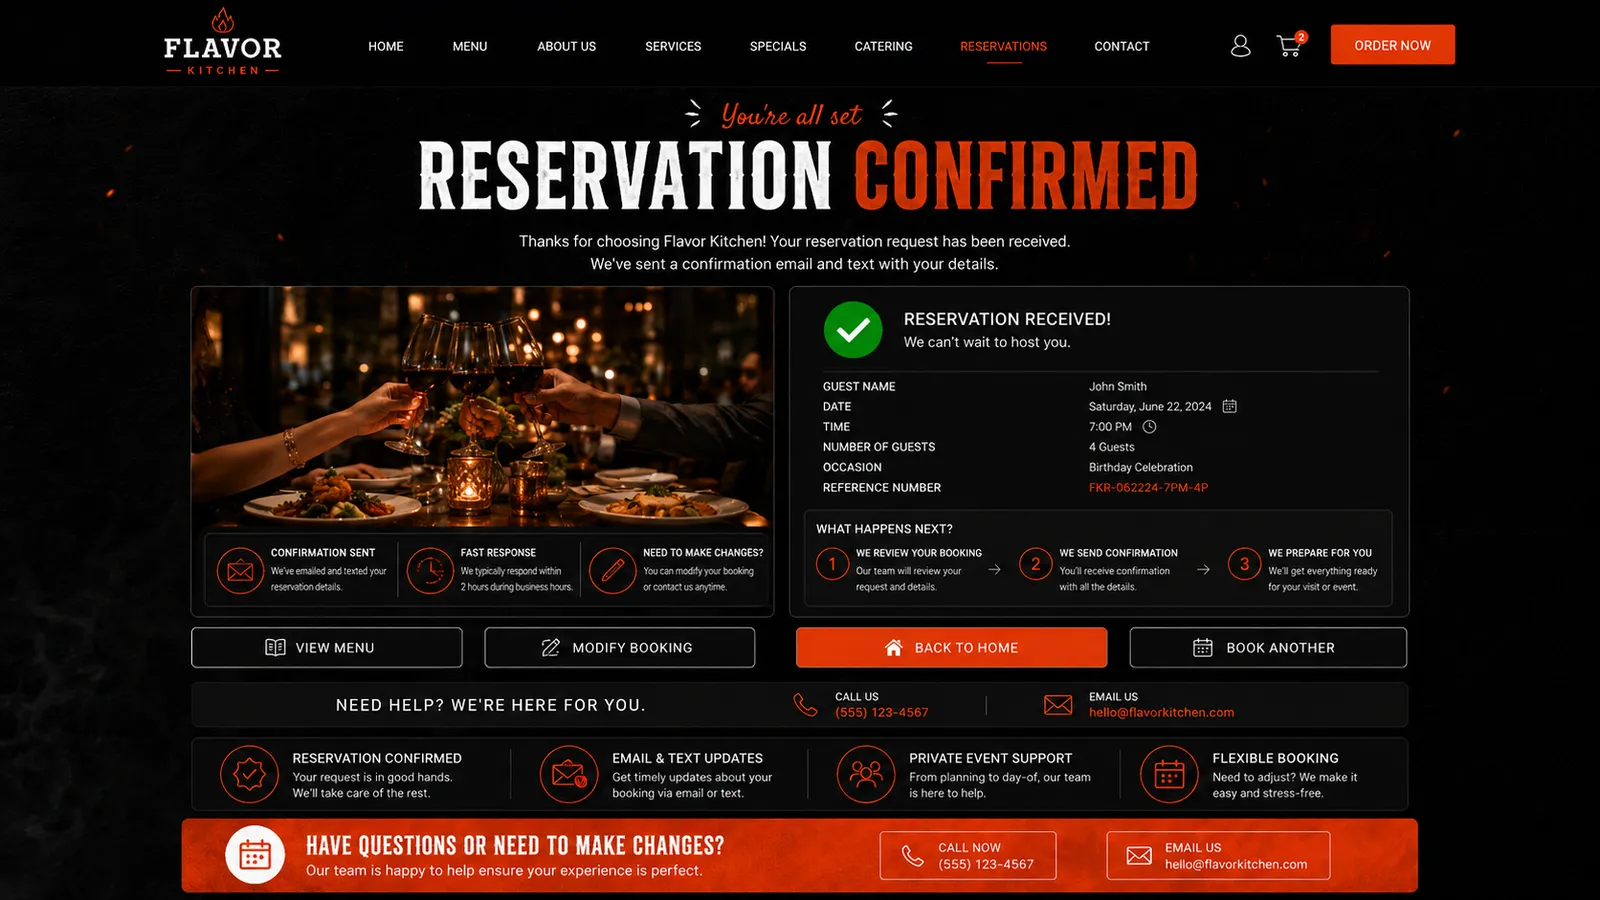 FLAVOR
KITCHEN
HOME
MENU
ABOUT US
SERVICES
SPECIALS
CATERING
RESERVATIONS
CONTACT
2
ORDER NOW
You're all set
RESERVATION CONFIRMED
Thanks for choosing Flavor Kitchen! Your reservation request has been received.
We've sent a confirmation email and text with your details.
CONFIRMATION SENT
We've emailed and texted your
reservation details.
FAST RESPONSE
We typically respond within
2 hours during business hours.
NEED TO MAKE CHANGES?
You can modify your booking
or contact us anytime.
RESERVATION RECEIVED!
We can't wait to host you.
GUEST NAME John Smith
DATE Saturday, June 22, 2024
TIME 7:00 PM
NUMBER OF GUESTS 4 Guests
OCCASION Birthday Celebration
REFERENCE NUMBER FKR-062224-7PM-4P
WHAT HAPPENS NEXT?
1
WE REVIEW YOUR BOOKING
Our team will review your
request and details.
2
WE SEND CONFIRMATION
You'll receive confirmation
with all the details.
3
WE PREPARE FOR YOU
We'll get everything ready
for your visit or event.
VIEW MENU
MODIFY BOOKING
BACK TO HOME
BOOK ANOTHER
NEED HELP? WE'RE HERE FOR YOU.
CALL US
(555) 123-4567
EMAIL US
hello@flavorkitchen.com
RESERVATION CONFIRMED
Your request is in good hands.
We'll take care of the rest.
EMAIL & TEXT UPDATES
Get timely updates about your
booking via email or text.
PRIVATE EVENT SUPPORT
From planning to day-of, our team
is here to help.
FLEXIBLE BOOKING
Need to adjust? We make it
easy and stress-free.
HAVE QUESTIONS OR NEED TO MAKE CHANGES?
Our team is happy to help ensure your experience is perfect.
CALL NOW
(555) 123-4567
EMAIL US
hello@flavorkitchen.com